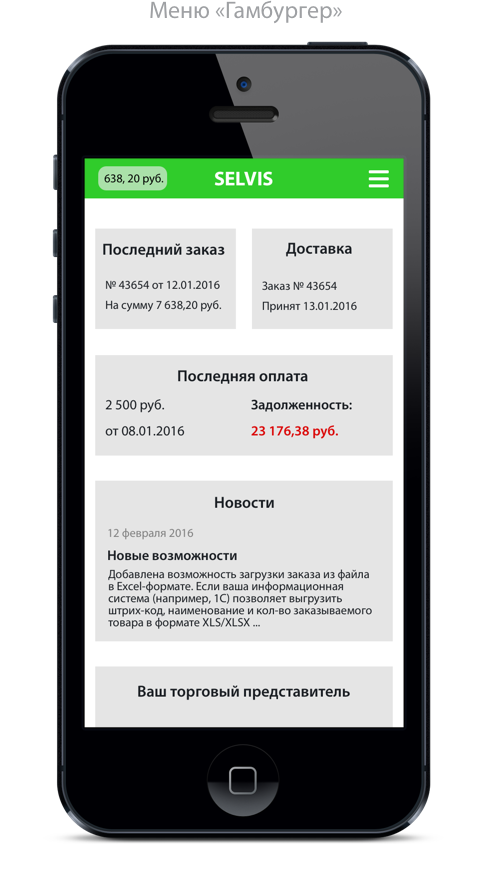 Меню «Гамбургер»
638, 20 руб.
SELVIS
Последний заказ
№ 43654 от 12.01.2016
На сумму 7 638,20 руб.
Доставка
Заказ № 43654
Принят 13.01.2016
Последняя оплата
2 500 руб.
Задолженность:
от 08.01.2016
23 176,38 руб.
Новости
12 февраля 2016
Новые возможности
Добавлена возможность загрузки заказа из файла
в Excel-формате. Если ваша информационная
система (например, 1С) позволяет выгрузить
штрих-код, наименование и кол-во заказываемого
товара в формате XLS/XLSX ...
Ваш торговый представитель